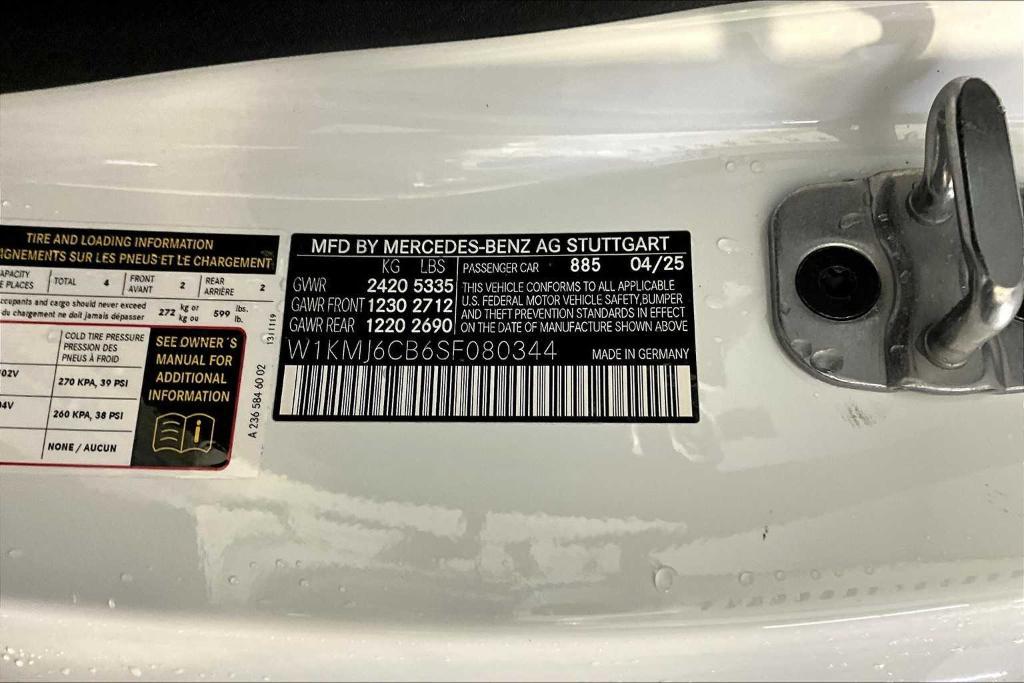 TIRE AND LOADING INFORMATION
SUR LES PNEUS ET LE CHARGEMENT
TOTAL 4 FRONT AVANT 2 REAR ARRIÈRE 2
and cargo should never exceed 272 kg or kg ou 599 lbs. lb.
du chargement ne doit jamais dépasser
COLD TIRE PRESSURE
PRESSION DES
PNEUS À FROID
270 KPA, 39 PSI
260 KPA, 38 PSI
NONE / AUCUN
SEE OWNER´S
MANUAL FOR
ADDITIONAL
INFORMATION
i
A 236 584 60 02
MFD BY MERCEDES-BENZ AG STUTTGART
KG LBS
GVWR 2420 5335
GAWR FRONT 1230 2712
GAWR REAR 1220 2690
PASSENGER CAR 885 04/25
THIS VEHICLE CONFORMS TO ALL APPLICABLE
U.S. FEDERAL MOTOR VEHICLE SAFETY,BUMPER
AND THEFT PREVENTION STANDARDS IN EFFECT
ON THE DATE OF MANUFACTURE SHOWN ABOVE
W1KMJ6CB6SF080344 MADE IN GERMANY